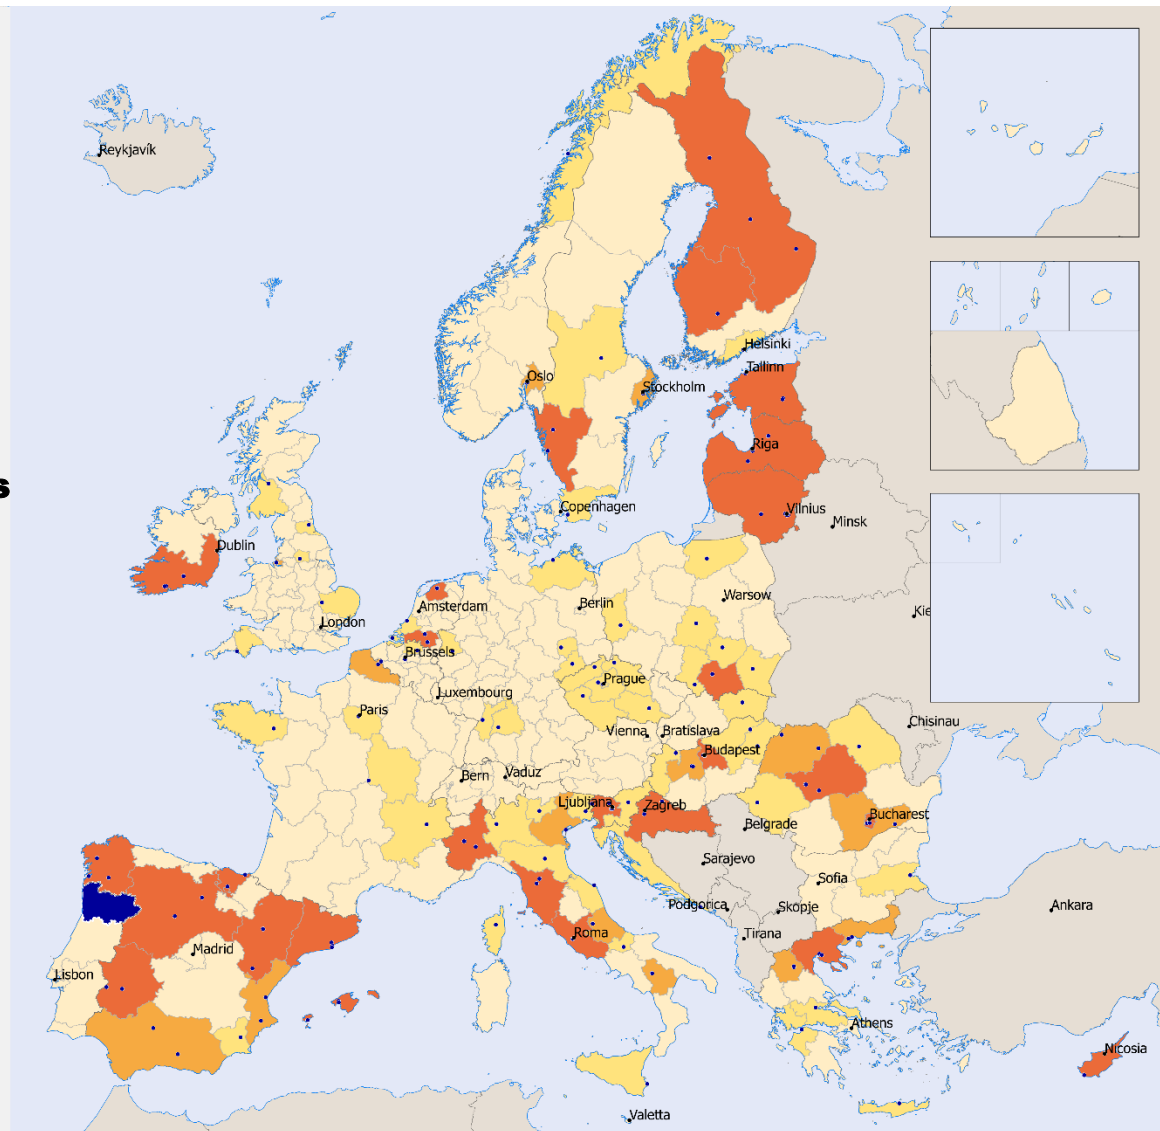 Reykjavík
Helsinki
Tallinn
Oslo
Stockholm
Riga
s
Copenhagen
Vilnius
Minsk
Dublin
Warsaw
Berlin
Amsterdam
Kie
London
Brussels
Prague
Luxembourg
Paris
Chisinau
Vienna
Bratislava
Budapest
Bern
Vaduz
Ljubljana
Zagreb
Bucharest
Belgrade
Sarajevo
Sofia
Podgorica
Skopje
Ankara
Roma
Tirana
Madrid
Lisbon
Athens
Nicosia
Valetta